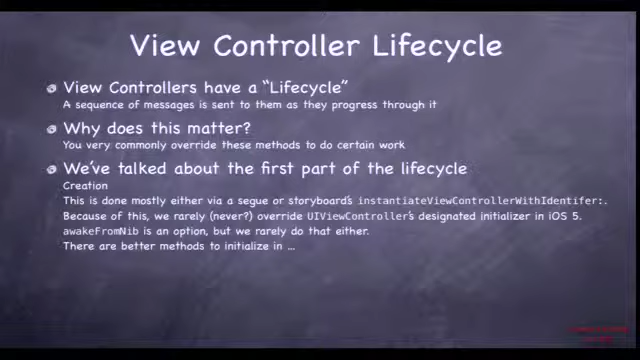 View Controller Lifecycle
View Controllers have a “Lifecycle”
A sequence of messages is sent to them as they progress through it
Why does this matter?
You very commonly override these methods to do certain work
We’ve talked about the first part of the lifecycle
Creation
This is done mostly either via a segue or storyboard’s instantiateViewControllerWithIdentifer:.
Because of this, we rarely (never?) override UIViewController’s designated initializer in iOS 5.
awakeFromNib is an option, but we rarely do that either.
There are better methods to initialize in ...